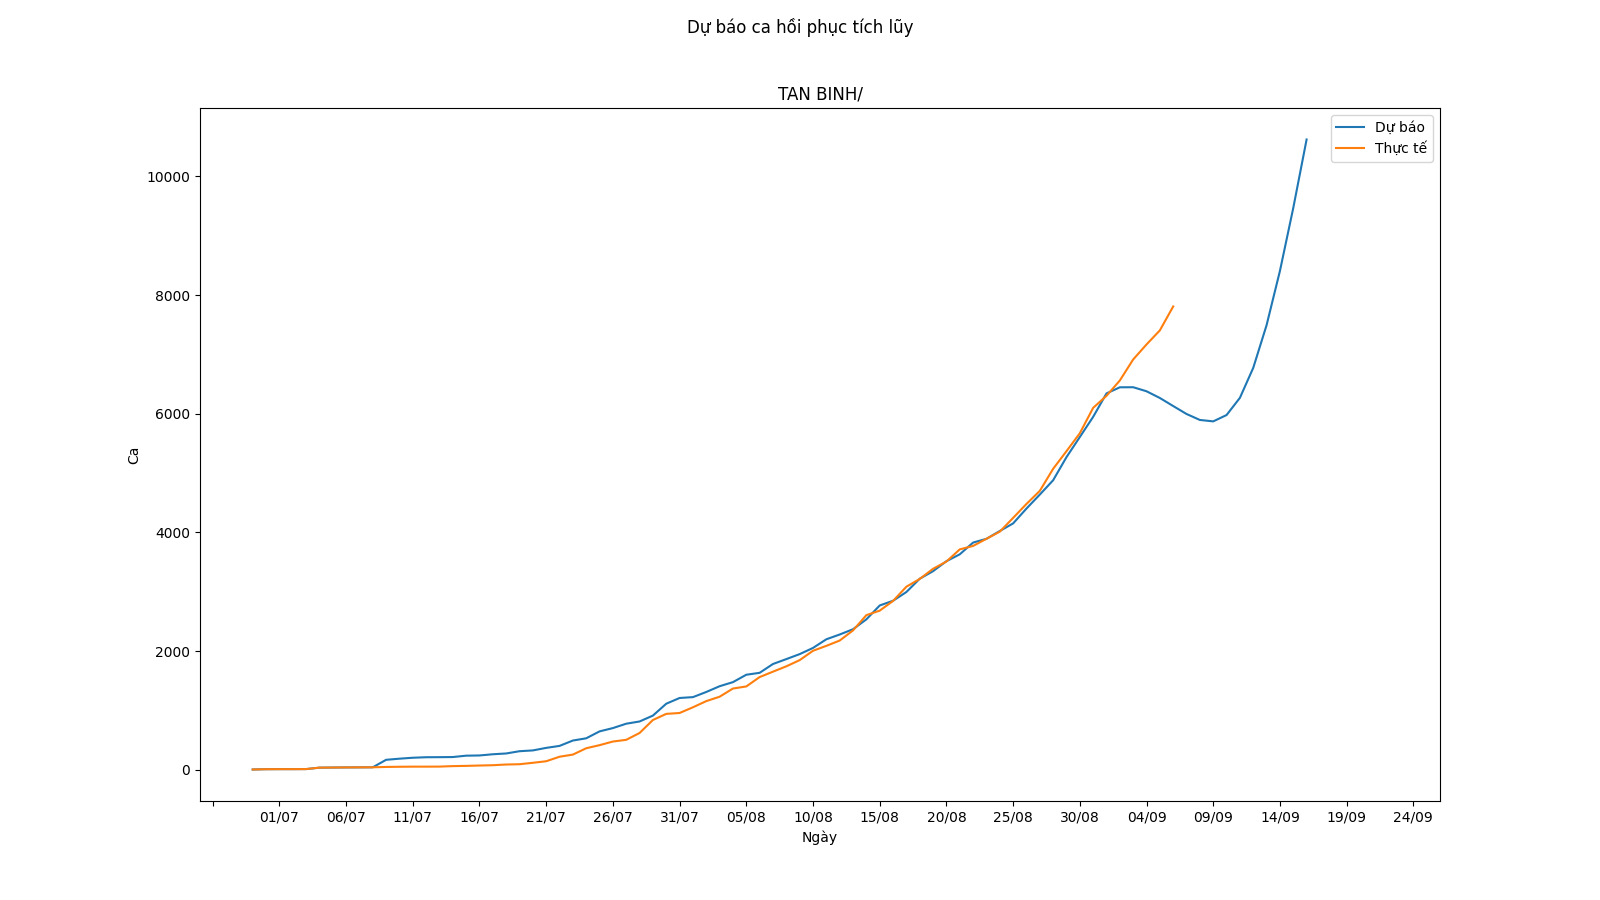 Dự báo ca hồi phục tích lũy
TAN BINH/
Dự báo
Thực tế
10000
8000
6000
4000
2000
0
Ca
01/07 06/07 11/07 16/07 21/07 26/07 31/07 05/08 10/08 15/08 20/08 25/08 30/08 04/09 09/09 14/09 19/09 24/09
Ngày